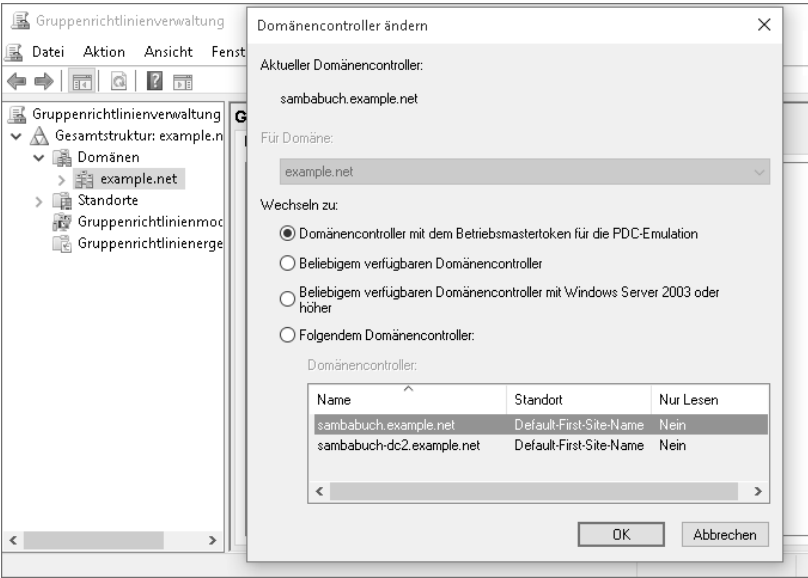 Gruppenrichtlinienverwaltung
Datei Aktion Ansicht Fenst
Gruppenrichtlinienverwaltung
Gesamtstruktur: example.n
Domänen
example.net
Standorte
Gruppenrichtlinienmoc
Gruppenrichtlinienerge
G
Domänencontroller ändern
Aktueller Domänencontroller:
sambabuch.example.net
Für Domäne:
example.net
Wechseln zu:
Domänencontroller mit dem Betriebsmastertoken für die PDC-Emulation
Beliebigem verfügbaren Domänencontroller
Beliebigem verfügbaren Domänencontroller mit Windows Server 2003 oder
höher
Folgendem Domänencontroller:
Domänencontroller:
Name Standort Nur Lesen
sambabuch.example.net Default-First-Site-Name Nein
sambabuch-dc2.example.net Default-First-Site-Name Nein
OK Abbrechen